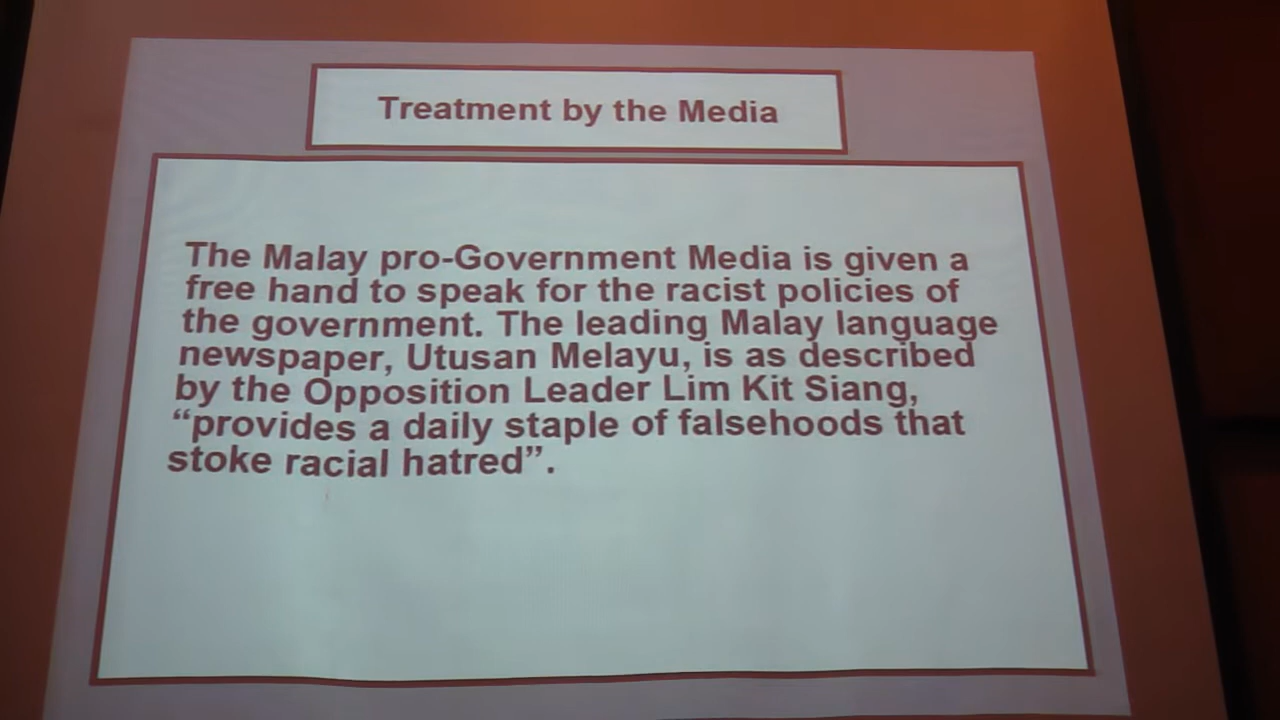 Treatment by the Media
The Malay pro-Government Media is given a
free hand to speak for the racist policies of
the government. The leading Malay language
newspaper, Utusan Melayu, is as described
by the Opposition Leader Lim Kit Siang,
“provides a daily staple of falsehoods that
stoke racial hatred”.